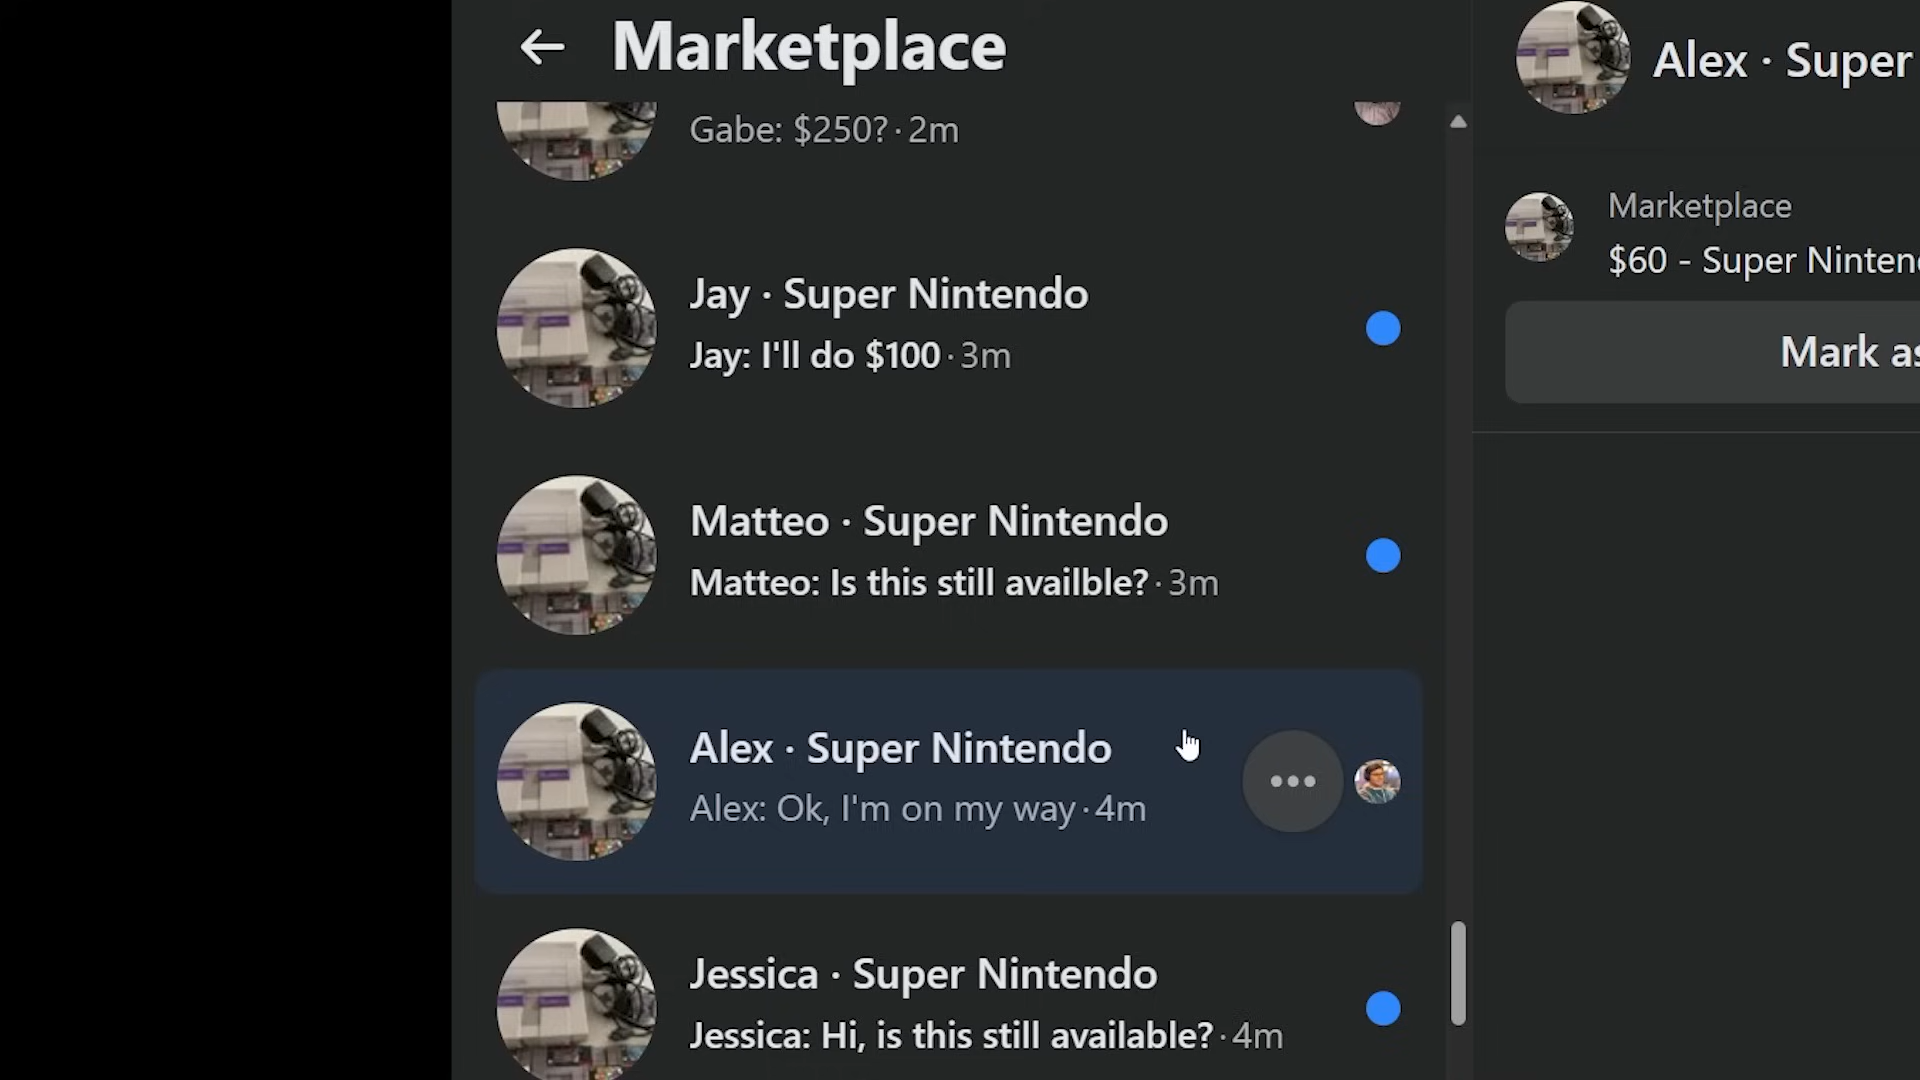 Marketplace
Gabe: $250? · 2m
Jay · Super Nintendo
Jay: I'll do $100 · 3m
Matteo · Super Nintendo
Matteo: Is this still availble? · 3m
Alex · Super Nintendo
Alex: Ok, I'm on my way · 4m
Jessica · Super Nintendo
Jessica: Hi, is this still available? · 4m
Alex · Super
Marketplace
$60 - Super Ninten
Mark as